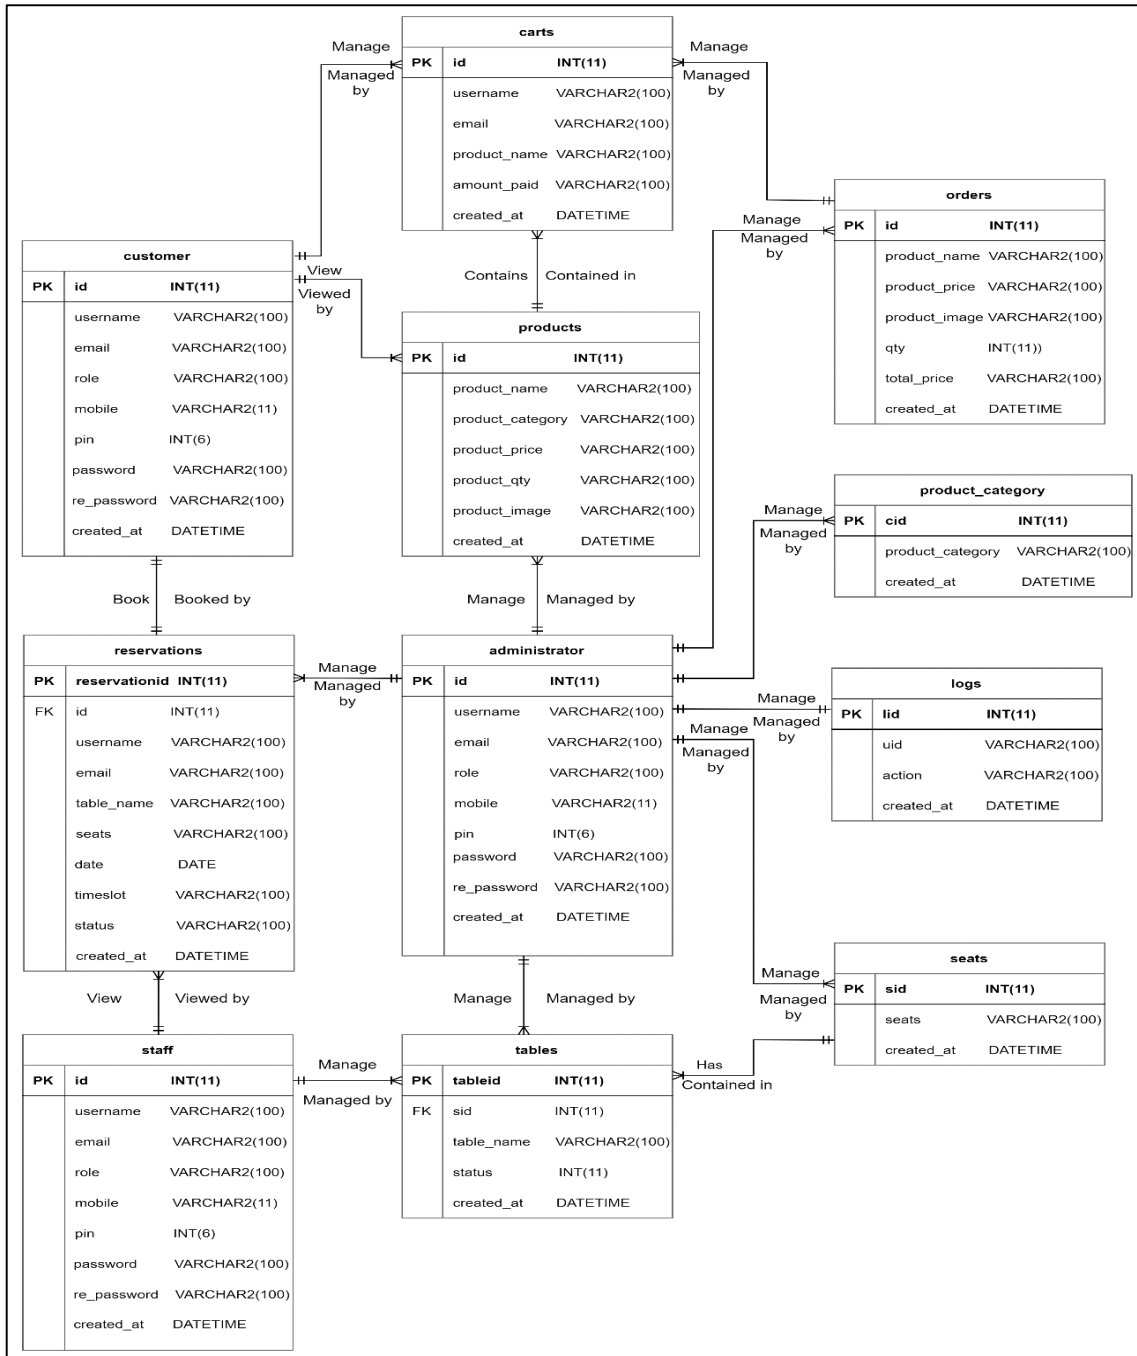 carts
PK id INT(11)
username VARCHAR2(100)
email VARCHAR2(100)
product_name VARCHAR2(100)
amount_paid VARCHAR2(100)
created_at DATETIME
Manage
Managed
by
Manage
Managed
by
orders
PK id INT(11)
product_name VARCHAR2(100)
product_price VARCHAR2(100)
product_image VARCHAR2(100)
qty INT(11))
total_price VARCHAR2(100)
created_at DATETIME
Manage
Managed
by
customer
PK id INT(11)
username VARCHAR2(100)
email VARCHAR2(100)
role VARCHAR2(100)
mobile VARCHAR2(11)
pin INT(6)
password VARCHAR2(100)
re_password VARCHAR2(100)
created_at DATETIME
View
Viewed
by
Contains
Contained in
products
PK id INT(11)
product_name VARCHAR2(100)
product_category VARCHAR2(100)
product_price VARCHAR2(100)
product_qty VARCHAR2(100)
product_image VARCHAR2(100)
created_at DATETIME
product_category
PK cid INT(11)
product_category VARCHAR2(100)
created_at DATETIME
Manage
Managed
by
Book
Booked by
Manage
Managed by
reservations
PK reservationid INT(11)
FK id INT(11)
username VARCHAR2(100)
email VARCHAR2(100)
table_name VARCHAR2(100)
seats VARCHAR2(100)
date DATE
timeslot VARCHAR2(100)
status VARCHAR2(100)
created_at DATETIME
Manage
Managed
by
administrator
PK id INT(11)
username VARCHAR2(100)
email VARCHAR2(100)
role VARCHAR2(100)
mobile VARCHAR2(11)
pin INT(6)
password VARCHAR2(100)
re_password VARCHAR2(100)
created_at DATETIME
Manage
Managed
by
logs
PK lid INT(11)
uid VARCHAR2(100)
action VARCHAR2(100)
created_at DATETIME
Manage
Managed
by
Manage
Managed
by
seats
PK sid INT(11)
seats VARCHAR2(100)
created_at DATETIME
View
Viewed by
Manage
Managed by
Has
Contained in
staff
PK id INT(11)
username VARCHAR2(100)
email VARCHAR2(100)
role VARCHAR2(100)
mobile VARCHAR2(11)
pin INT(6)
password VARCHAR2(100)
re_password VARCHAR2(100)
created_at DATETIME
Manage
Managed by
tables
PK tableid INT(11)
FK sid INT(11)
table_name VARCHAR2(100)
status INT(11)
created_at DATETIME